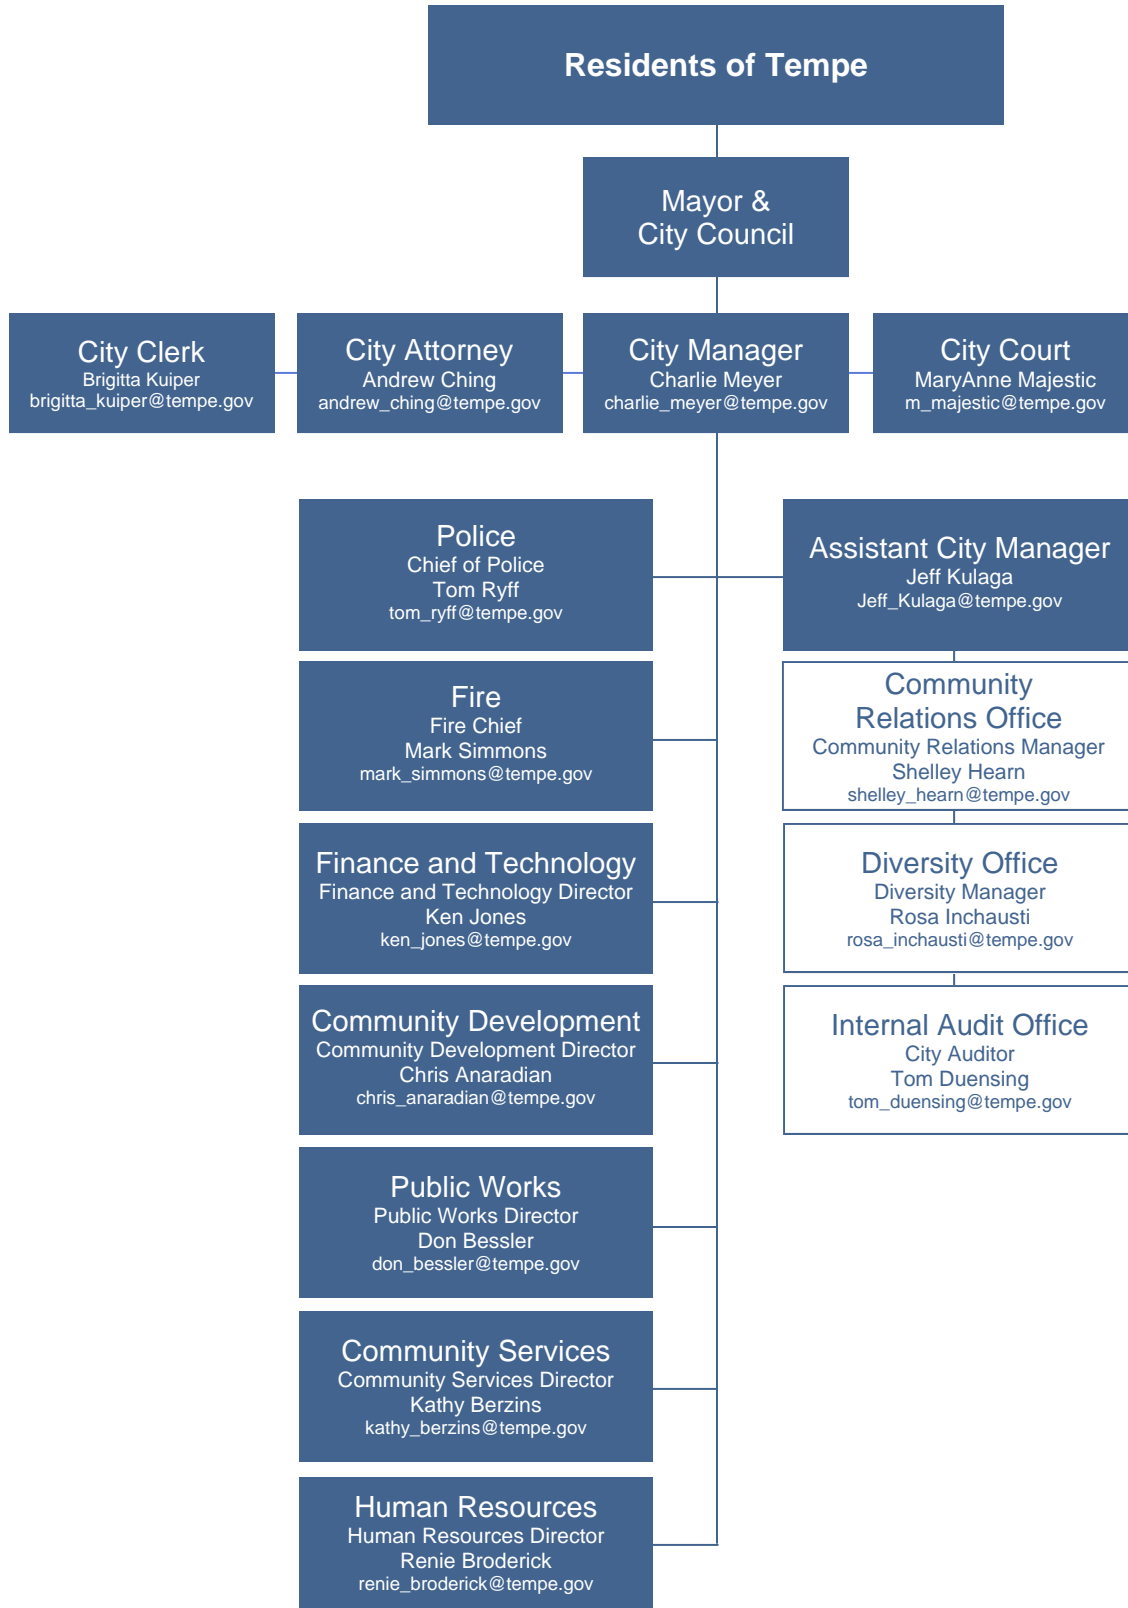 Residents of Tempe
Mayor &
City Council
City Clerk
Brigitta Kuiper
brigitta_kuiper@tempe.gov
City Attorney
Andrew Ching
andrew_ching@tempe.gov
City Manager
Charlie Meyer
charlie_meyer@tempe.gov
City Court
MaryAnne Majestic
m_majestic@tempe.gov
Police
Chief of Police
Tom Ryff
tom_ryff@tempe.gov
Fire
Fire Chief
Mark Simmons
mark_simmons@tempe.gov
Finance and Technology
Finance and Technology Director
Ken Jones
ken_jones@tempe.gov
Community Development
Community Development Director
Chris Anaradian
chris_anaradian@tempe.gov
Public Works
Public Works Director
Don Bessler
don_bessler@tempe.gov
Community Services
Community Services Director
Kathy Berzins
kathy_berzins@tempe.gov
Human Resources
Human Resources Director
Renie Broderick
renie_broderick@tempe.gov
Assistant City Manager
Jeff Kulaga
Jeff_Kulaga@tempe.gov
Community
Relations Office
Community Relations Manager
Shelley Hearn
shelley_hearn@tempe.gov
Diversity Office
Diversity Manager
Rosa Inchausti
rosa_inchausti@tempe.gov
Internal Audit Office
City Auditor
Tom Duensing
tom_duensing@tempe.gov